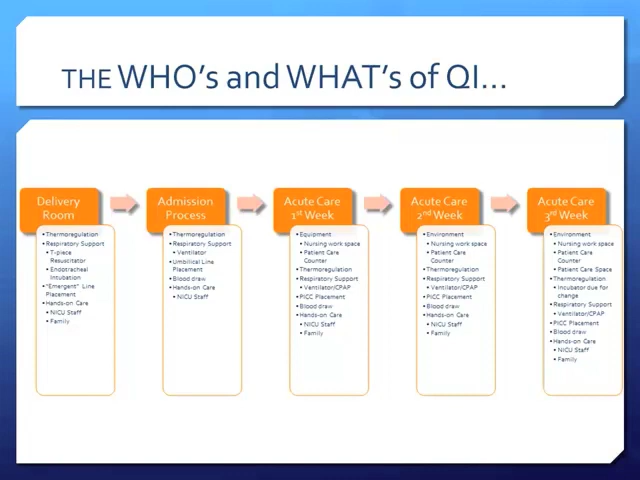 THE WHO's and WHAT's of QI...
Delivery
Room
• Thermoregulation
• Respiratory Support
• T-piece
Resuscitator
• Endotracheal
Intubation
• "Emergent" Line
Placement
• Hands-on Care
• NICU Staff
• Family
Admission
Process
• Thermoregulation
• Respiratory Support
• Ventilator
• Umbilical Line
Placement
• Blood draw
• Hands-on Care
• NICU Staff
Acute Care
1st Week
• Equipment
• Nursing work space
• Patient Care
Counter
• Thermoregulation
• Respiratory Support
• Ventilator/CPAP
• PICC Placement
• Blood draw
• Hands-on Care
• NICU Staff
• Family
Acute Care
2nd Week
• Environment
• Nursing work space
• Patient Care
Counter
• Thermoregulation
• Respiratory Support
• Ventilator/CPAP
• PICC Placement
• Blood draw
• Hands-on Care
• NICU Staff
• Family
Acute Care
3rd Week
• Environment
• Nursing work space
• Patient Care
Counter
• Patient Care Space
• Thermoregulation
• Incubator due for
change
• Respiratory Support
• Ventilator/CPAP
• PICC Placement
• Blood draw
• Hands-on Care
• NICU Staff
• Family